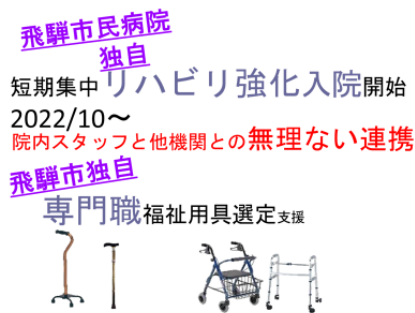 飛騨市民病院
独自
短期集中リハビリ強化入院開始
2022/10～
院内スタッフと他機関との無理ない連携
飛騨市独自
専門職福祉用具選定支援